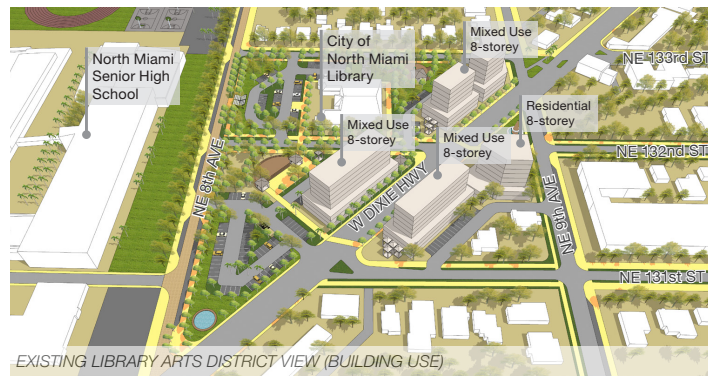 North Miami
Senior High
School
City of
North Miami
Library
Mixed Use
8-storey
NE 133rd ST
Residential
8-storey
Mixed Use
8-storey
Mixed Use
8-storey
NE 132nd ST
NE 8th AVE
W DIXIE HWY
NE 9th AVE
NE 131st ST
EXISTING LIBRARY ARTS DISTRICT VIEW (BUILDING USE)